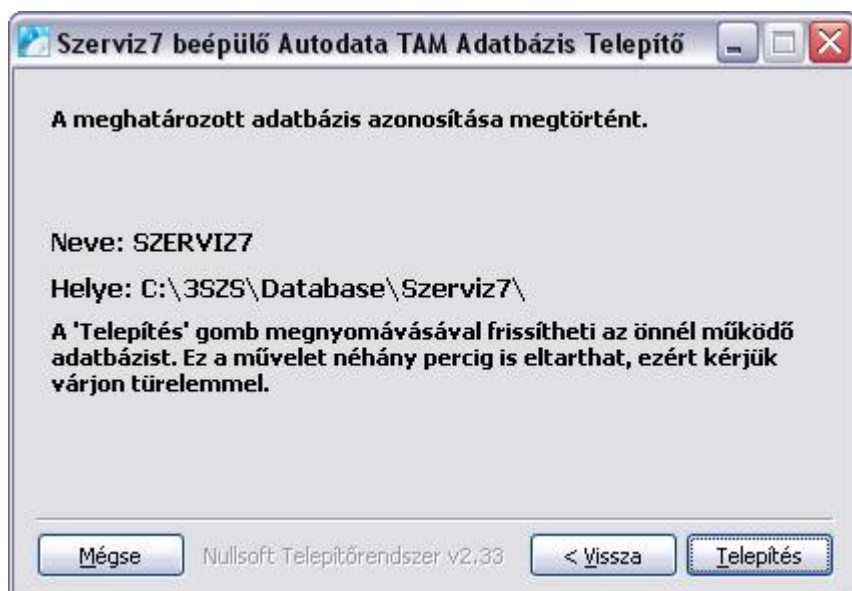 Szerviz7 beépülő Autodata TAM Adatbázis Telepítő
A meghatározott adatbázis azonosítása megtörtént.
Neve: SZERVIZ7
Helye: C:\3SZS\Database\Szerviz7\
A 'Telepítés' gomb megnyomávásával frissítheti az önnél működő
adatbázist. Ez a művelet néhány percig is eltarthat, ezért kérjük
várjon türelemmel.
Mégse
Nullsoft Telepítőrendszer v2.33
< Vissza
Telepítés